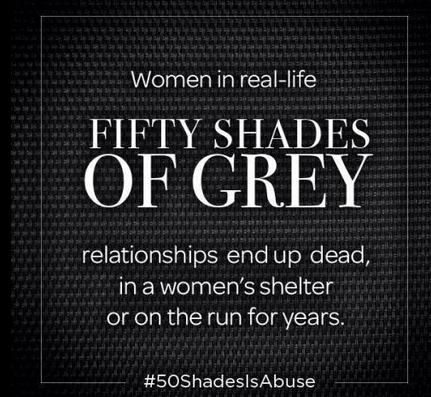 Women in real-life
FIFTY SHADES
OF GREY
relationships end up dead,
in a women's shelter
or on the run for years.
#50ShadesIsAbuse